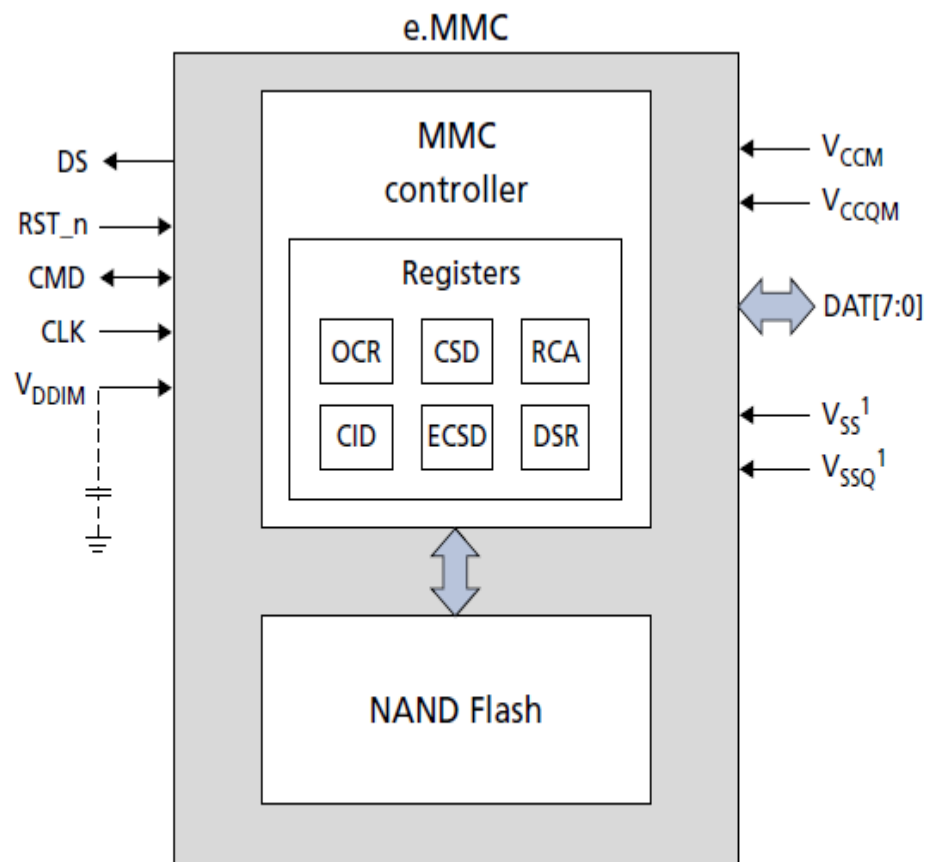 e.MMC
MMC
controller
Registers
OCR CSD RCA
CID ECSD DSR
NAND Flash
DS
RST_n
CMD
CLK
VDDIM
VCCM
VCCQM
DAT[7:0]
VSS1
VSSQ1